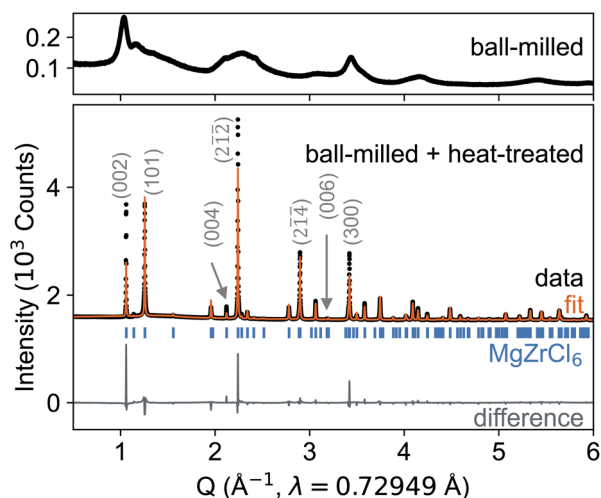 0.2
0.1
ball-milled
ball-milled + heat-treated
(002)
(101)
(004)
(21̅2)
(21̅4)
(006)
(300)
4
2
0
data
fit
MgZrCl₆
difference
Intensity (10³ Counts)
1 2 3 4 5 6
Q (Å⁻¹, λ = 0.72949 Å)